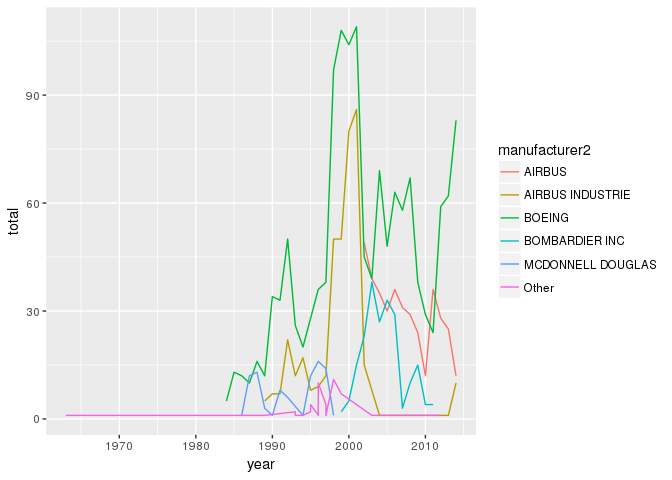 90
60
30
0
total
1970 1980 1990 2000 2010
year
manufacturer2
AIRBUS
AIRBUS INDUSTRIE
BOEING
BOMBARDIER INC
MCDONNELL DOUGLAS
Other